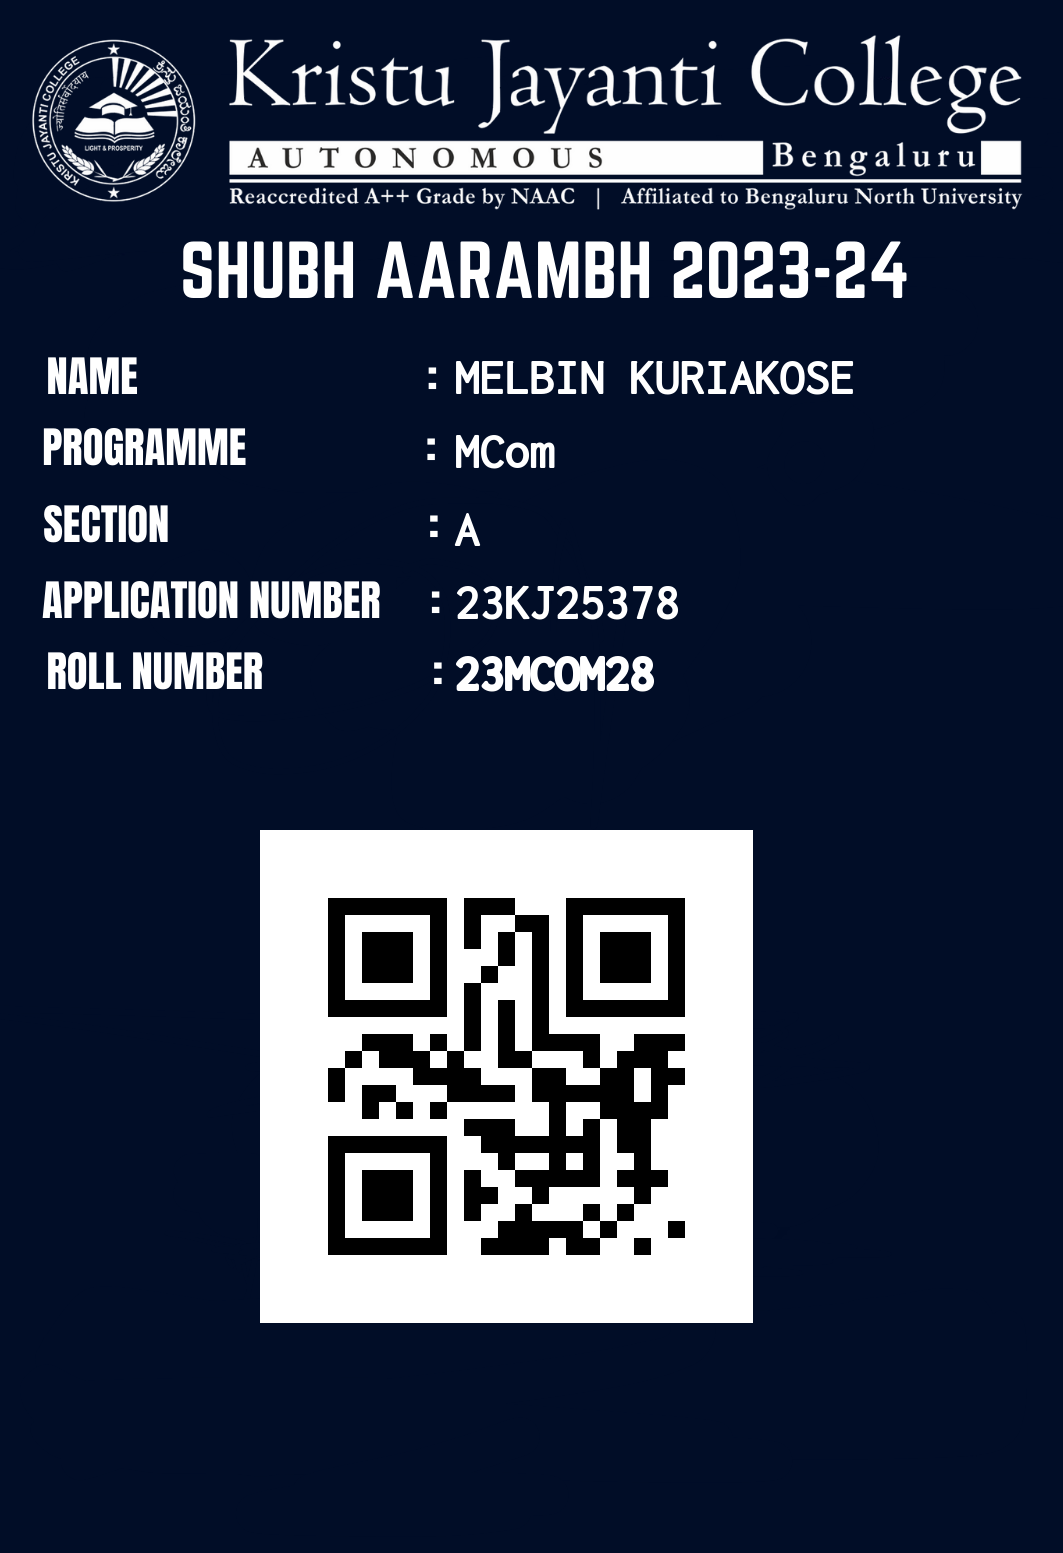 Kristu Jayanti College
AUTONOMOUS Bengaluru
Reaccredited A++ Grade by NAAC | Affiliated to Bengaluru North University
KRISTU JAYANTI COLLEGE
LIGHT & PROSPERITY
SHUBH AARAMBH 2023-24
NAME : MELBIN KURIAKOSE
PROGRAMME : MCom
SECTION : A
APPLICATION NUMBER : 23KJ25378
ROLL NUMBER : 23MCOM28